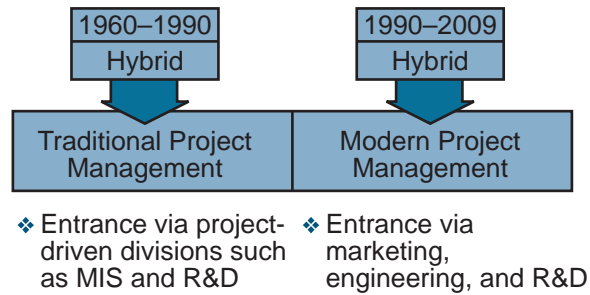 1960–1990
Hybrid
1990–2009
Hybrid
Traditional Project
Management
Modern Project
Management
❖ Entrance via project-
driven divisions such
as MIS and R&D
❖ Entrance via
marketing,
engineering, and R&D